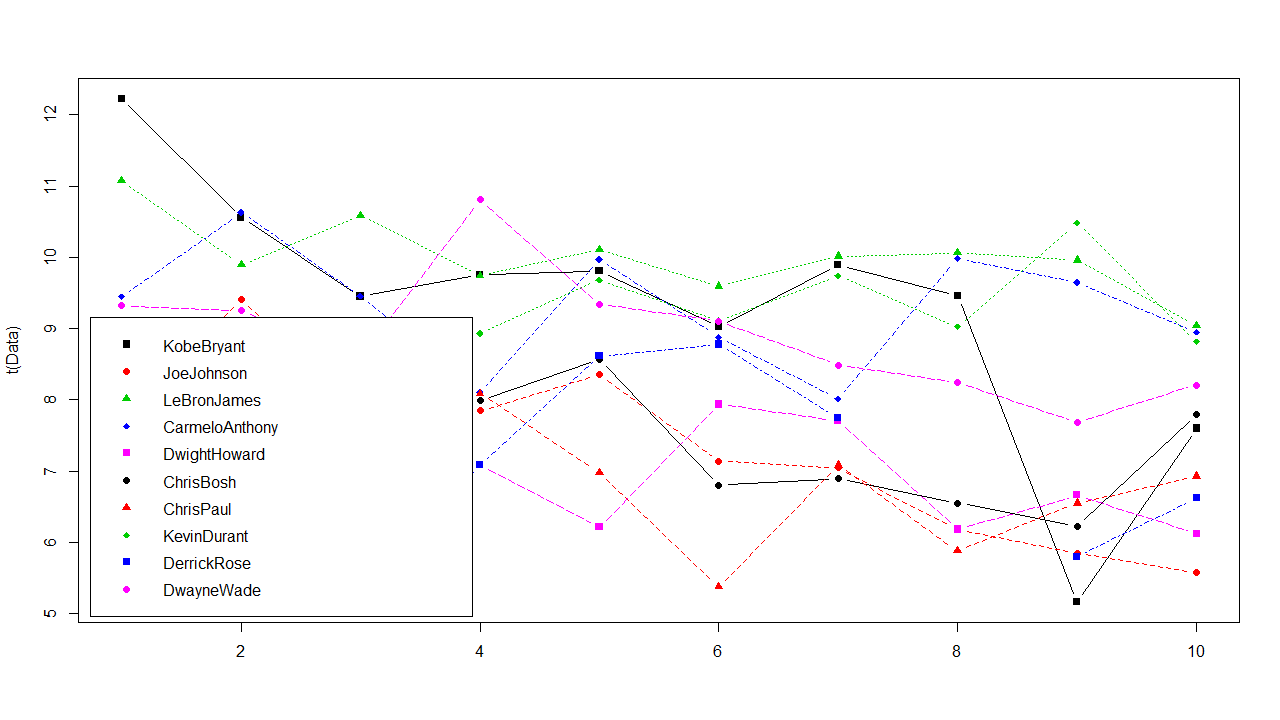 12
11
10
9
8
7
6
5
t(Data)
KobeBryant
JoeJohnson
LeBronJames
CarmeloAnthony
DwightHoward
ChrisBosh
ChrisPaul
KevinDurant
DerrickRose
DwayneWade
2 4 6 8 10